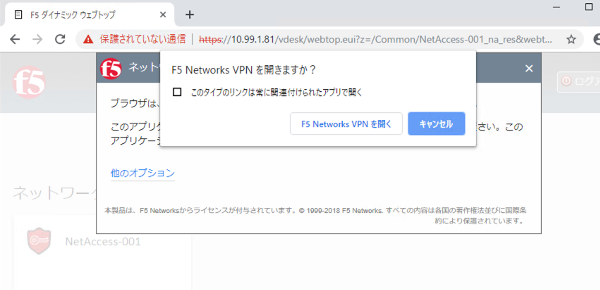 F5 ダイナミック ウェブトップ
保護されていない通信 | https://10.99.1.81/vdesk/webtop.eui?z=/Common/NetAccess-001_na_res&webt...
F5 Networks VPN を開きますか？
このタイプのリンクは常に関連付けられたアプリで開く
F5 Networks VPN を開く
キャンセル
f5
ネット
ブラウザは、
このアプリケ
さい。この
アプリケーシ
他のオプション
本製品は、F5 Networksからライセンスが付与されています。© 1999-2018 F5 Networks. すべての内容は各国の著作権法並びに国際条
約により保護されています。
ネットワーク
NetAccess-001